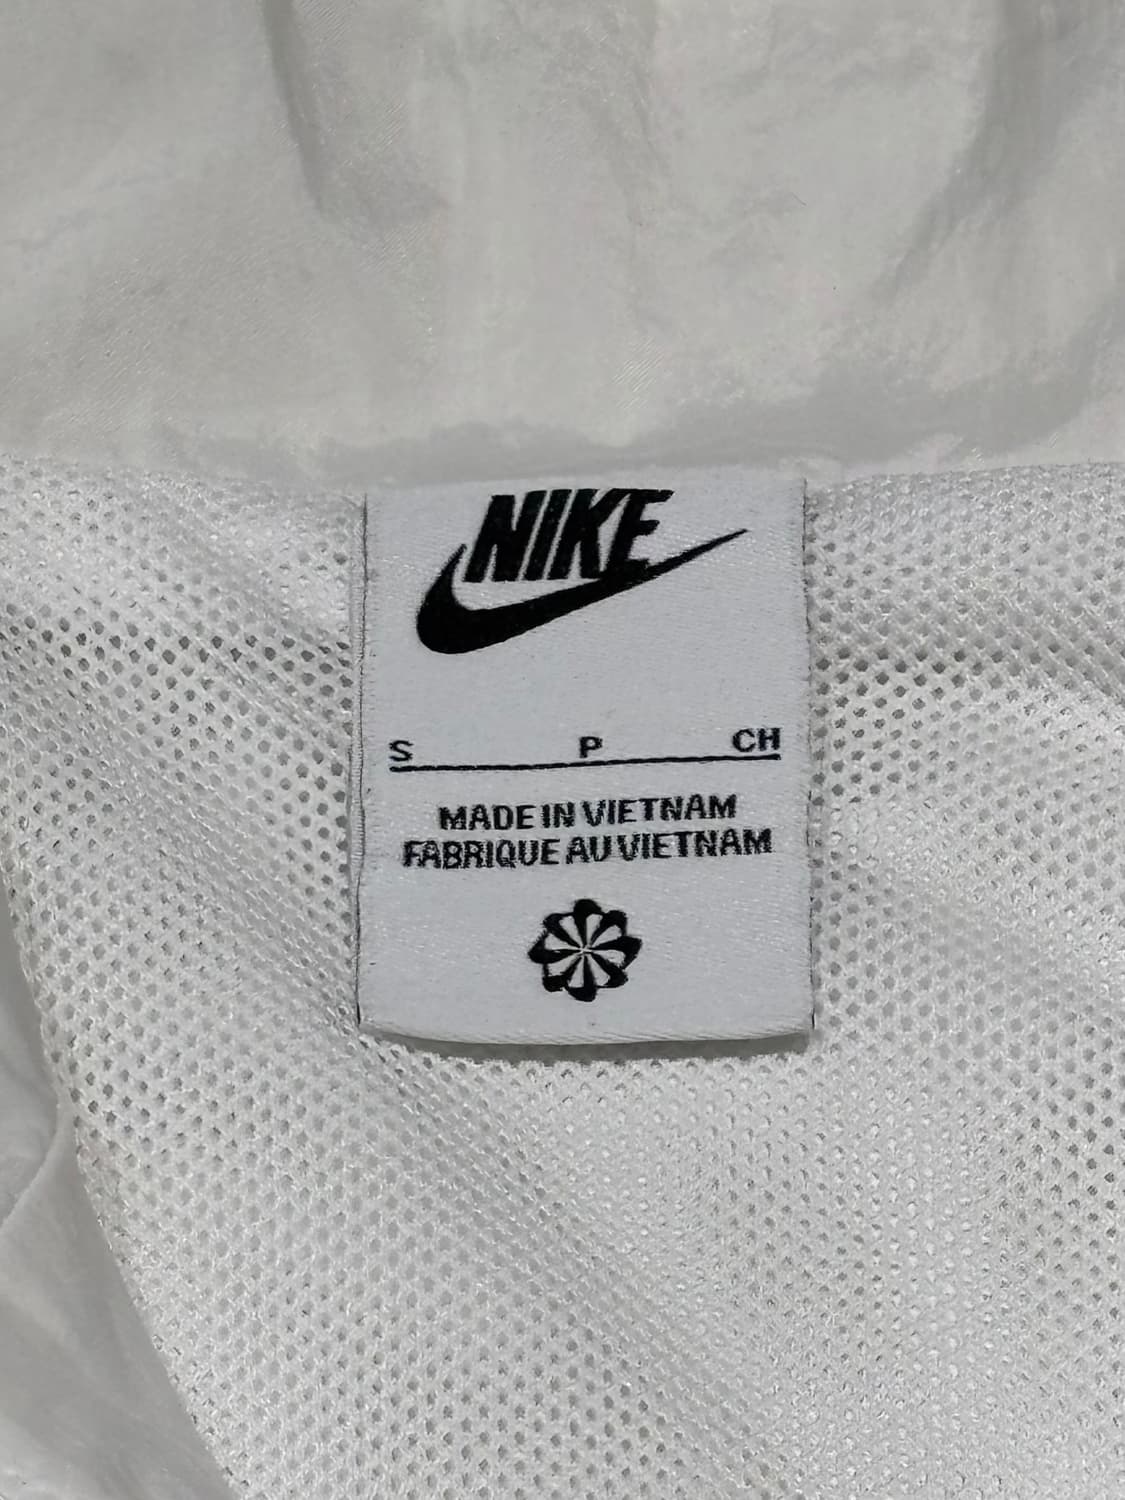 NIKE
S P CH
MADE IN VIETNAM
FABRIQUE AU VIETNAM